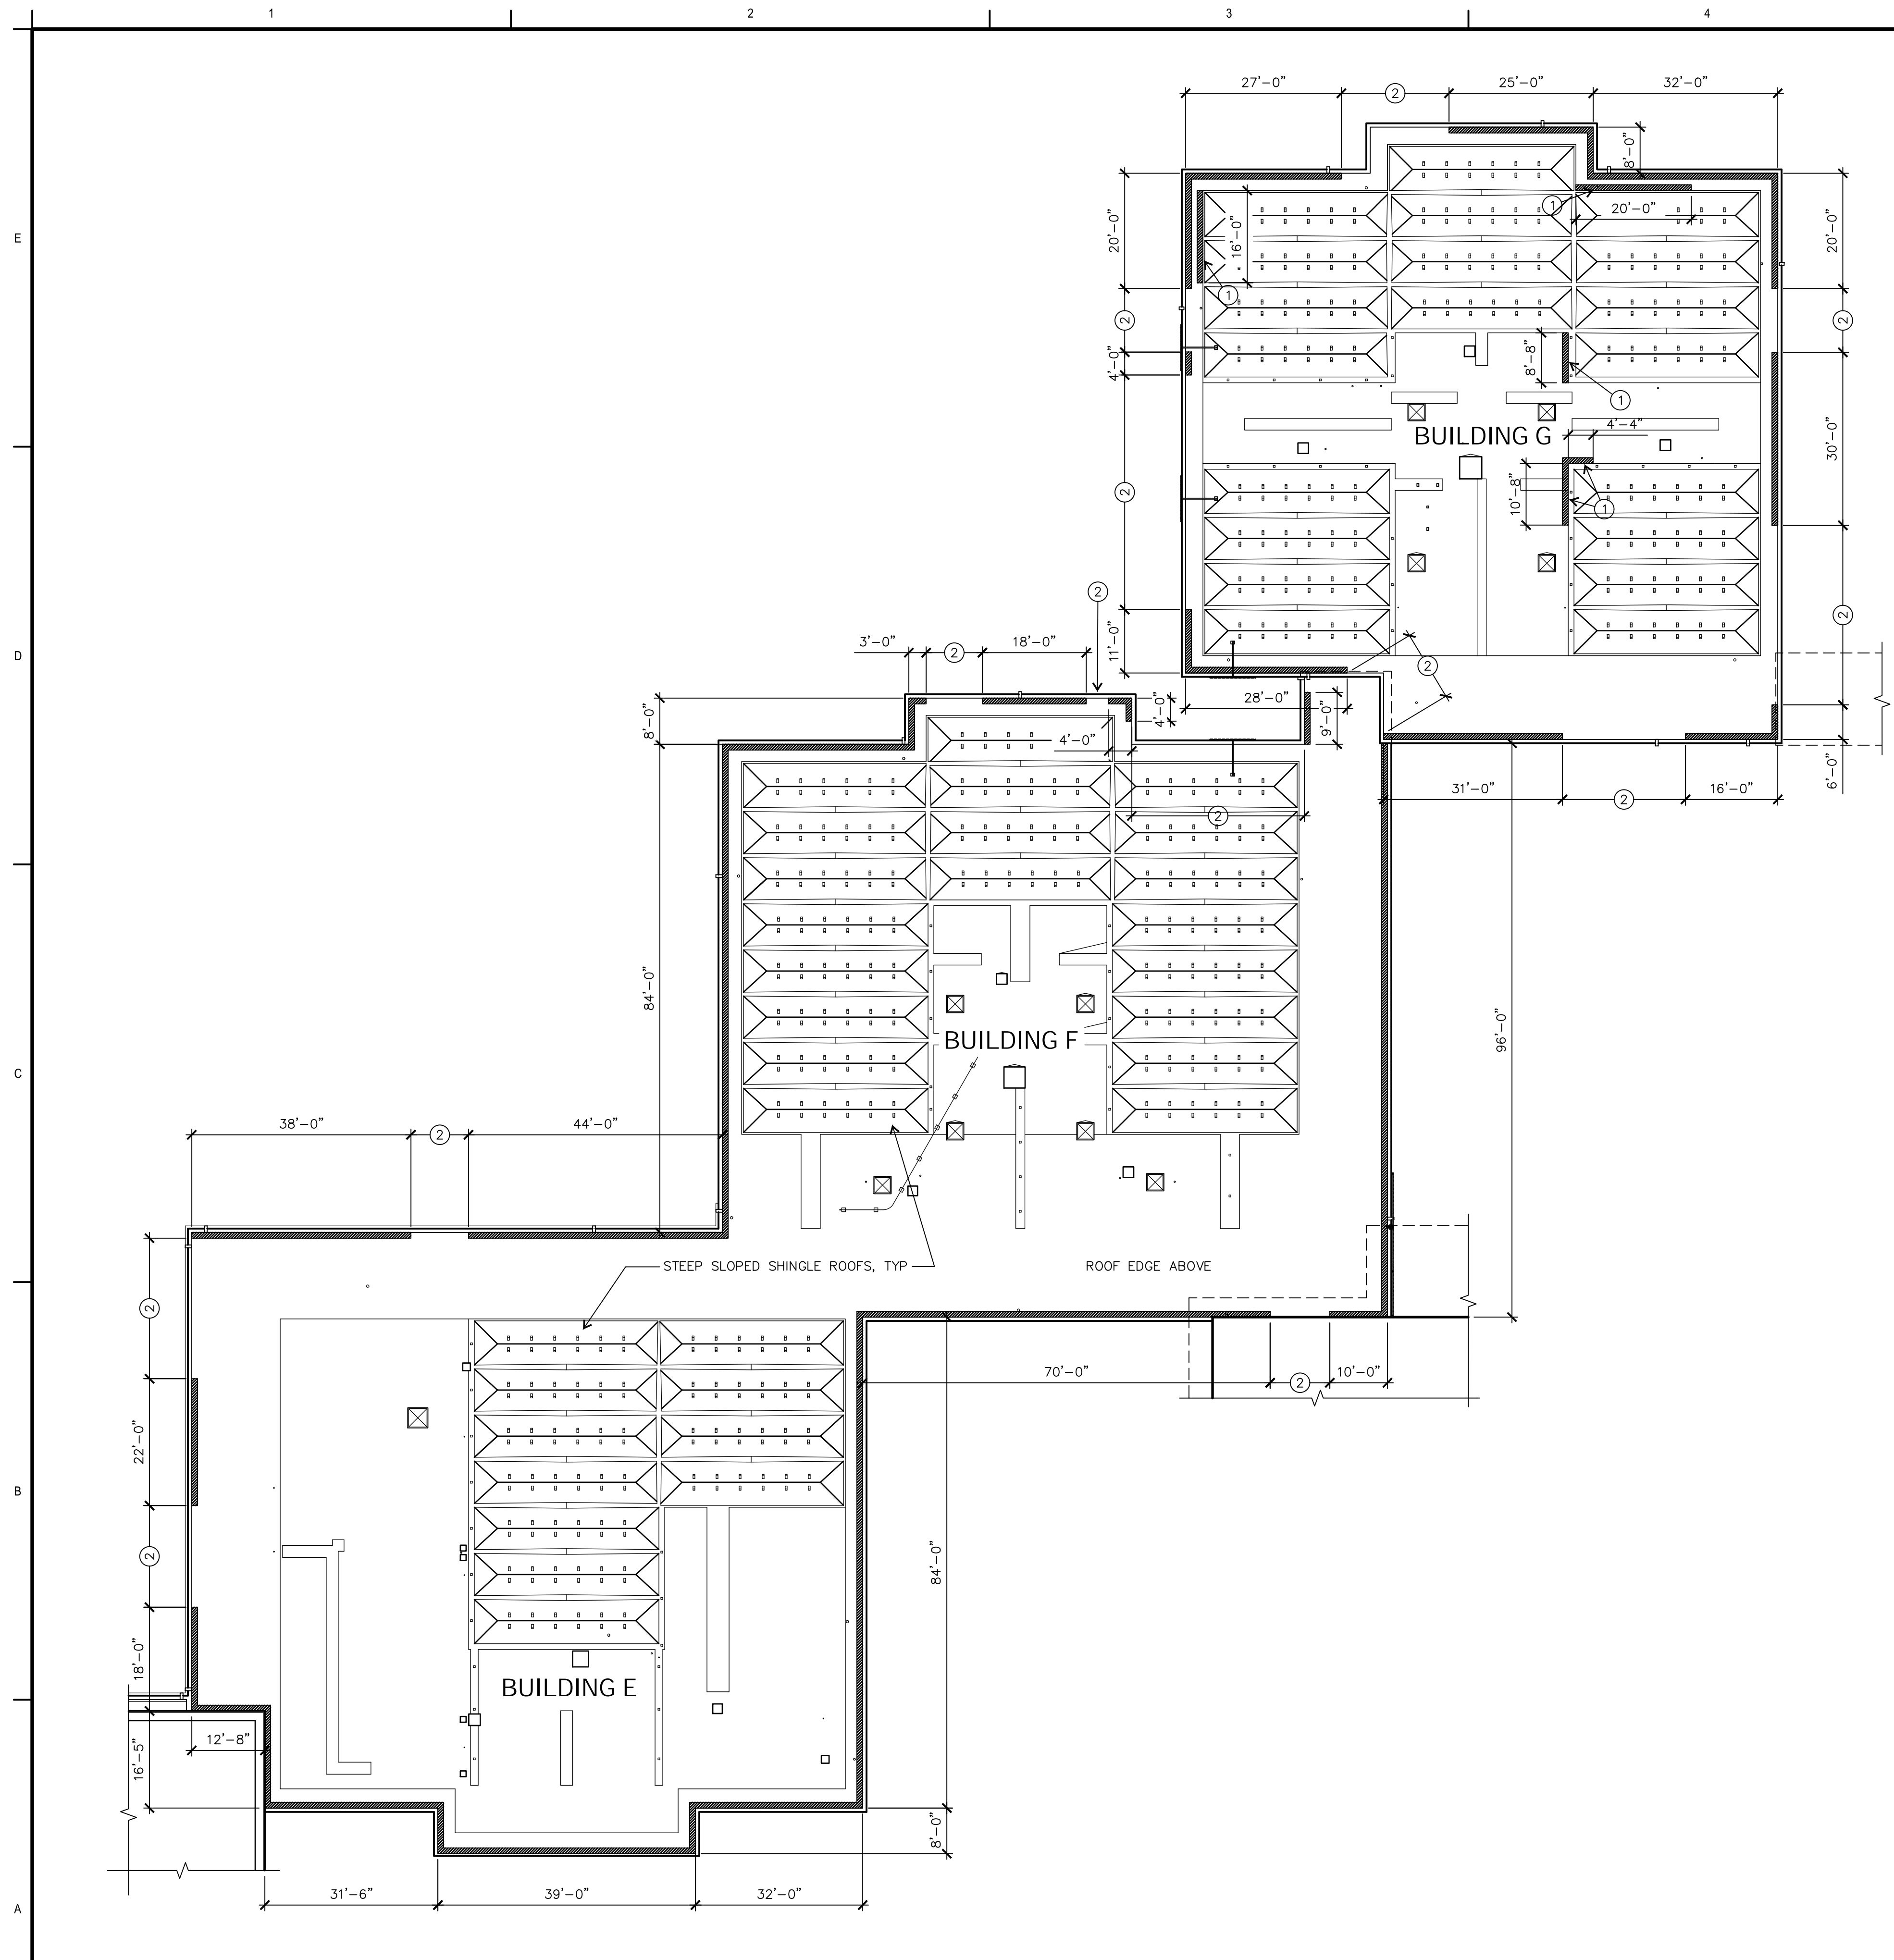 1 2 3 4
27'-0" 2 25'-0" 32'-0"
8'-0"
1
20'-0"
20'-0"
16'-0"
20'-0"
E
1
2
2
4'-0"
8'-8"
1
BUILDING G
4'-4"
30'-0"
2
10'-8"
1
2
2
11'-0"
3'-0" 2 18'-0"
D
2
28'-0"
8'-0"
4'-0"
9'-0"
4'-0"
6'-0"
31'-0" 2 16'-0"
2
84'-0"
96'-0"
BUILDING F
C
38'-0" 2 44'-0"
STEEP SLOPED SHINGLE ROOFS, TYP
ROOF EDGE ABOVE
2
70'-0" 2 10'-0"
22'-0"
B
2
84'-0"
18'-0"
BUILDING E
12'-8"
16'-5"
8'-0"
31'-6" 39'-0" 32'-0"
A